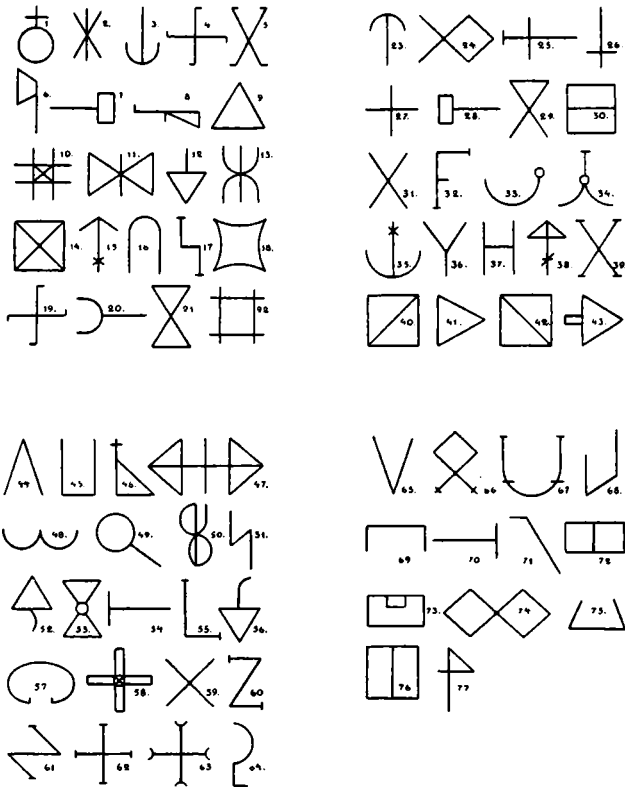 1 2. 3. 4 5
6. 7 8 9
10. 11. 12 13.
14. 15 16 17 18.
19. 20. 21 22
23. 24. 25. 26.
27. 28. 29. 30.
31. 32. 33. 34.
35. 36. 37. 38. 39.
40 41. 42. 43.
44 45. 46. 47.
48. 49. 50. 51.
52. 53. 54 55. 56.
57 58. 59. 60
61 62 63 64.
65. 66 67 68.
69 70 71 72
73. 74 75.
76 77